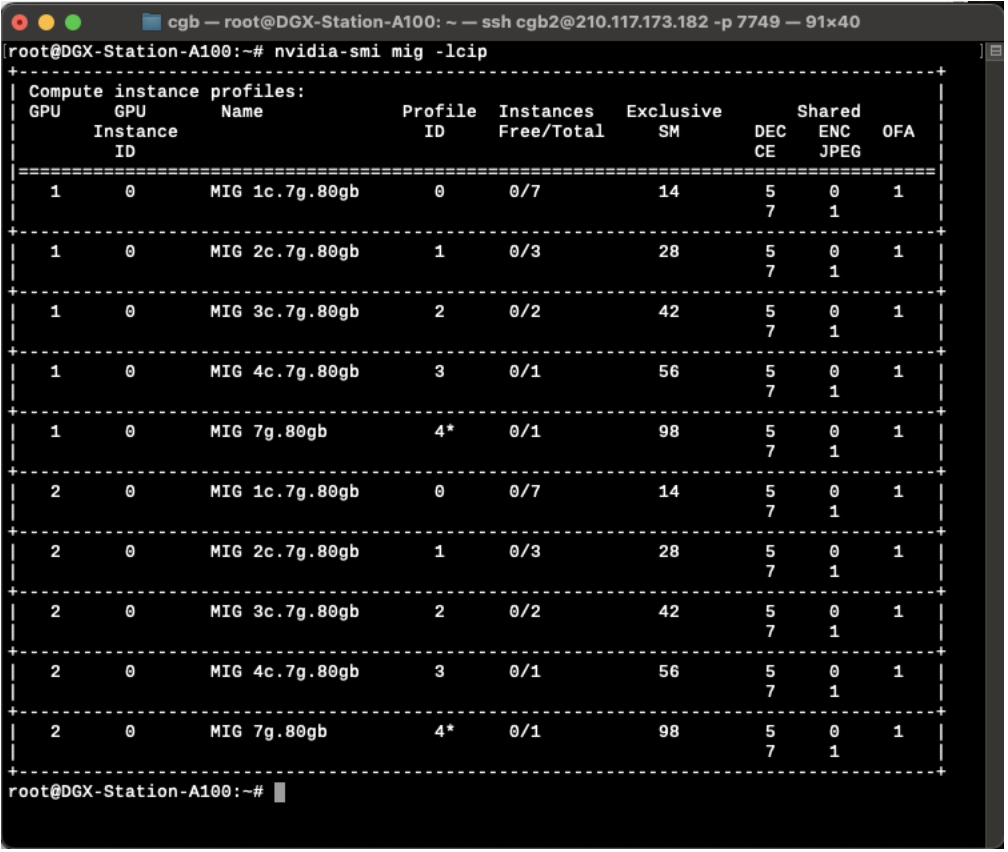 cgb — root@DGX-Station-A100: ~ — ssh cgb2@210.117.173.182 -p 7749 — 91×40
[root@DGX-Station-A100:~# nvidia-smi mig -lcip ]
+--------------------------------------------------------------------------------------+
| Compute instance profiles: |
| GPU GPU Name Profile Instances Exclusive Shared |
| Instance ID Free/Total SM DEC ENC OFA |
| ID CE JPEG |
|======================================================================================|
| 1 0 MIG 1c.7g.80gb 0 0/7 14 5 0 1 |
| 7 1 |
+--------------------------------------------------------------------------------------+
| 1 0 MIG 2c.7g.80gb 1 0/3 28 5 0 1 |
| 7 1 |
+--------------------------------------------------------------------------------------+
| 1 0 MIG 3c.7g.80gb 2 0/2 42 5 0 1 |
| 7 1 |
+--------------------------------------------------------------------------------------+
| 1 0 MIG 4c.7g.80gb 3 0/1 56 5 0 1 |
| 7 1 |
+--------------------------------------------------------------------------------------+
| 1 0 MIG 7g.80gb 4* 0/1 98 5 0 1 |
| 7 1 |
+--------------------------------------------------------------------------------------+
| 2 0 MIG 1c.7g.80gb 0 0/7 14 5 0 1 |
| 7 1 |
+--------------------------------------------------------------------------------------+
| 2 0 MIG 2c.7g.80gb 1 0/3 28 5 0 1 |
| 7 1 |
+--------------------------------------------------------------------------------------+
| 2 0 MIG 3c.7g.80gb 2 0/2 42 5 0 1 |
| 7 1 |
+--------------------------------------------------------------------------------------+
| 2 0 MIG 4c.7g.80gb 3 0/1 56 5 0 1 |
| 7 1 |
+--------------------------------------------------------------------------------------+
| 2 0 MIG 7g.80gb 4* 0/1 98 5 0 1 |
| 7 1 |
+--------------------------------------------------------------------------------------+
root@DGX-Station-A100:~#